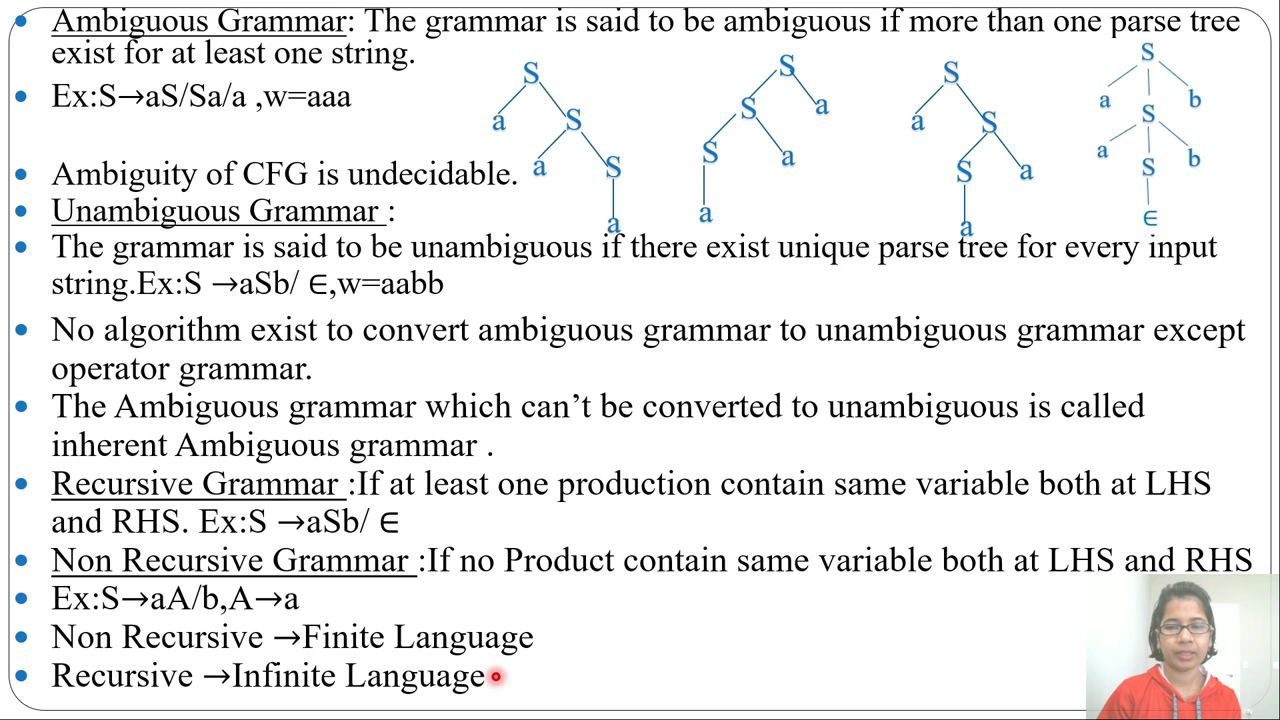 Ambiguous Grammar: The grammar is said to be ambiguous if more than one parse tree
exist for at least one string.
Ex:S→aS/Sa/a ,w=aaa
S
a S
a S
a
S
S a
S a
a
S
a S
S a
a
S
a b
S
a b
S
∈
Ambiguity of CFG is undecidable.
Unambiguous Grammar :
The grammar is said to be unambiguous if there exist unique parse tree for every input
string.Ex:S →aSb/ ∈,w=aabb
No algorithm exist to convert ambiguous grammar to unambiguous grammar except
operator grammar.
The Ambiguous grammar which can’t be converted to unambiguous is called
inherent Ambiguous grammar .
Recursive Grammar :If at least one production contain same variable both at LHS
and RHS. Ex:S →aSb/ ∈
Non Recursive Grammar :If no Product contain same variable both at LHS and RHS
Ex:S→aA/b,A→a
Non Recursive →Finite Language
Recursive →Infinite Language